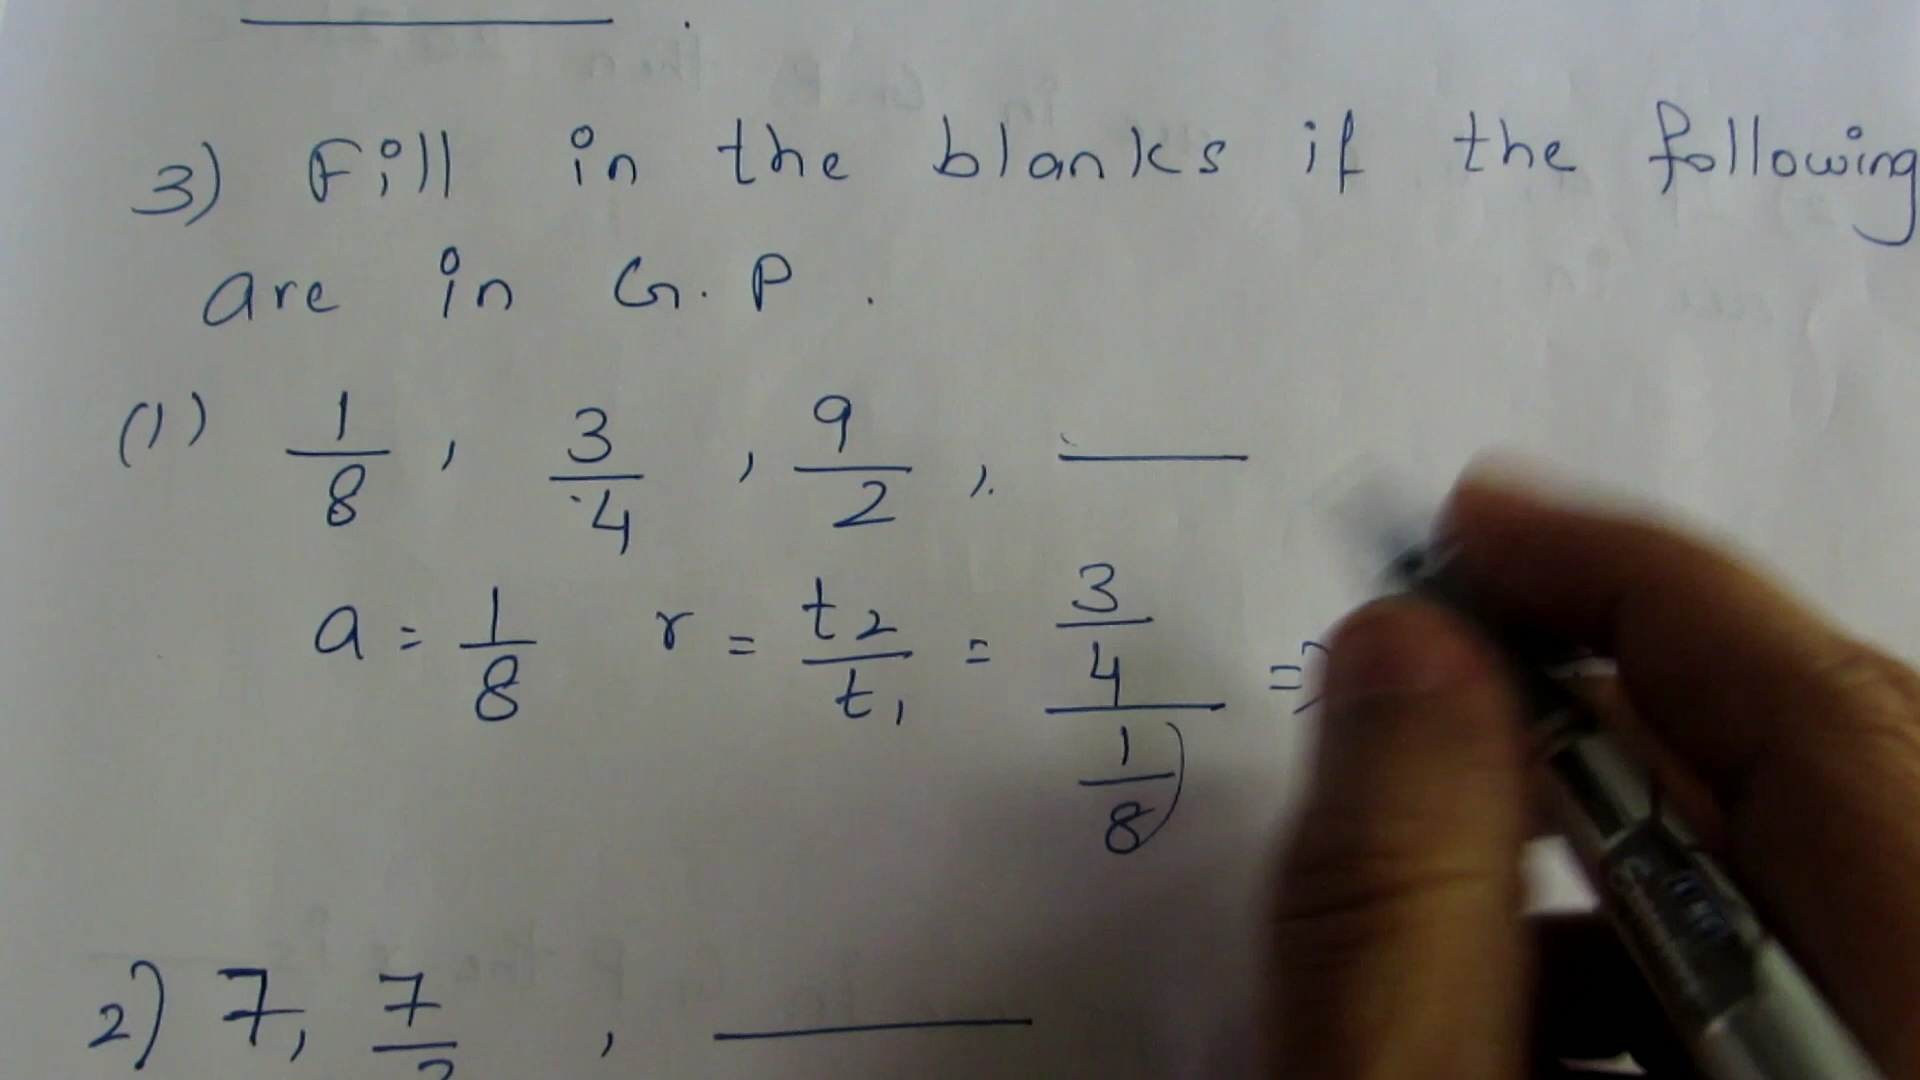 3) Fill in the blanks if the following
are in G.P.
(1) 1/8, 3/4, 9/2, ____
a = 1/8 r = t2/t1 = 3/4 / 1/8 =>
2) 7, 7/2, ____